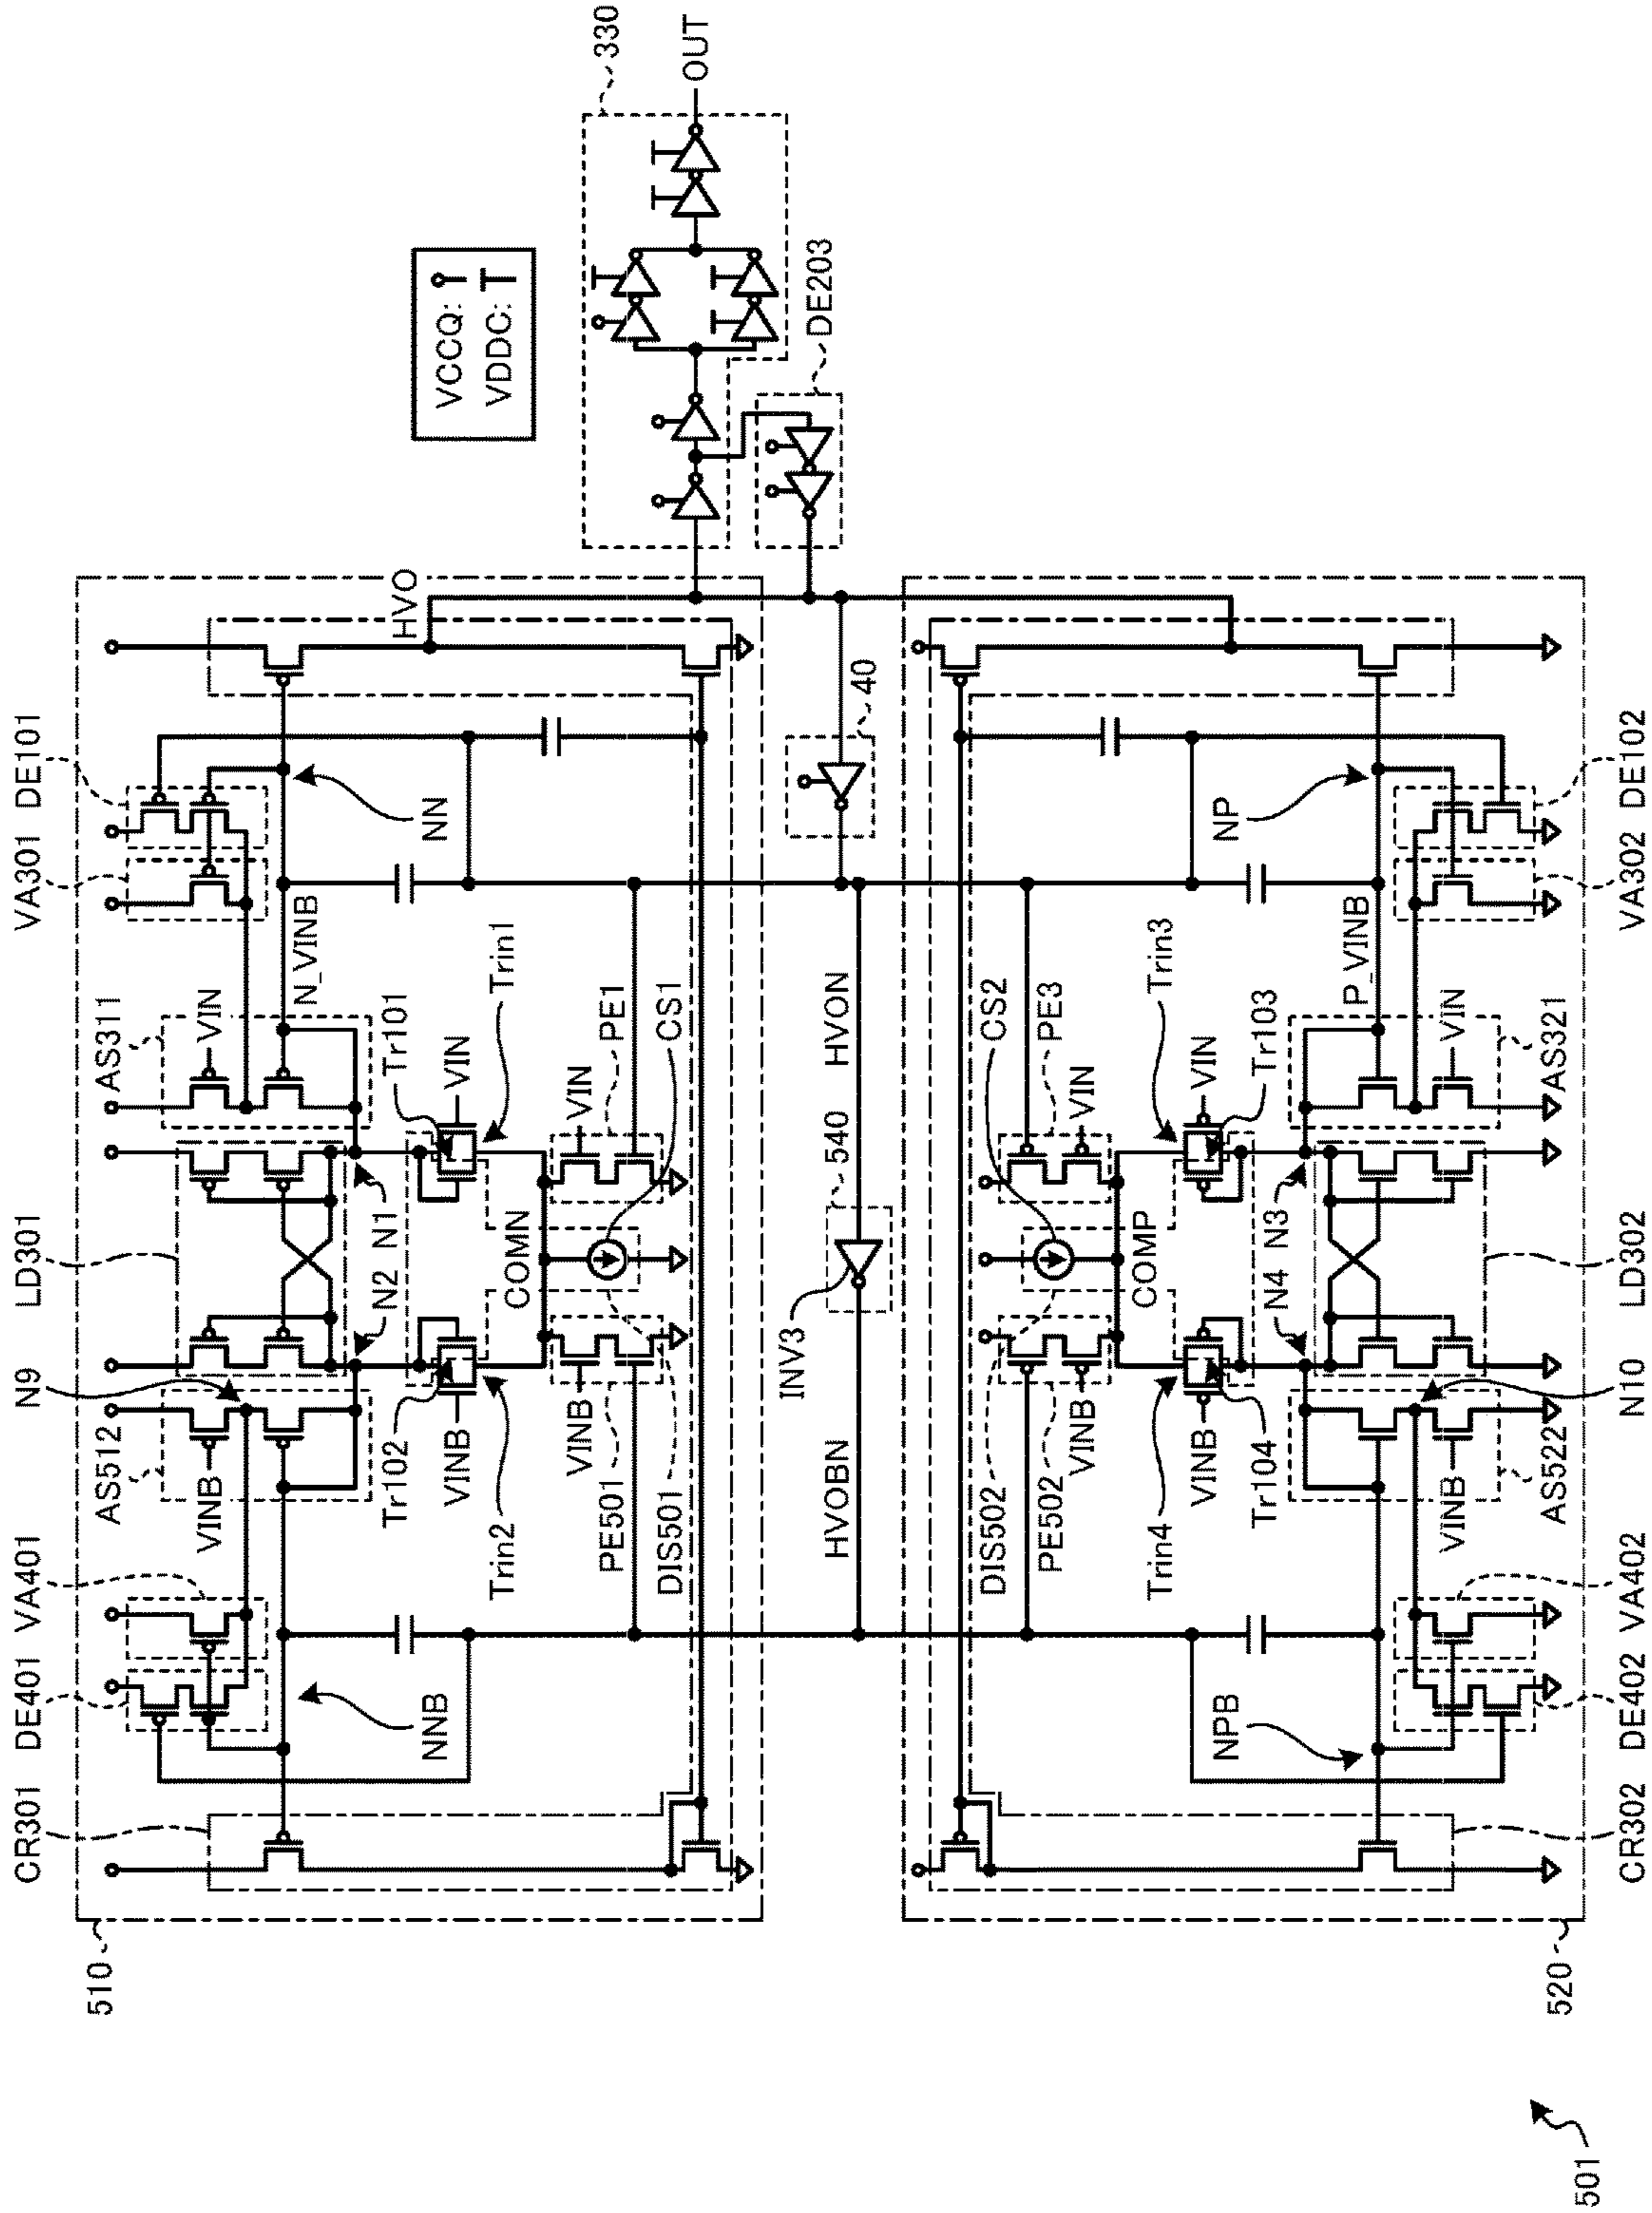 510
CR301
DE401
VA401
AS512
N9
LD301
AS311
VA301
DE101
VINB
N2
N1
VIN
N_VINB
NNB
NN
HVO
Tr102
VINB
Trin2
Tr101
VIN
Trin1
COMN
PE501
VINB
DIS501
VIN
PE1
CS1
HVOBN
INV3
540
HVON
40
VCCQ:
VDDC:
330
OUT
DE203
DIS502
PE502
VINB
COMP
CS2
PE3
VIN
Trin4
VINB
Tr104
Trin3
VIN
Tr103
NPB
N4
N3
P_VINB
NP
VINB
VIN
520
CR302
DE402
VA402
AS522
N10
LD302
AS321
VA302
DE102
501